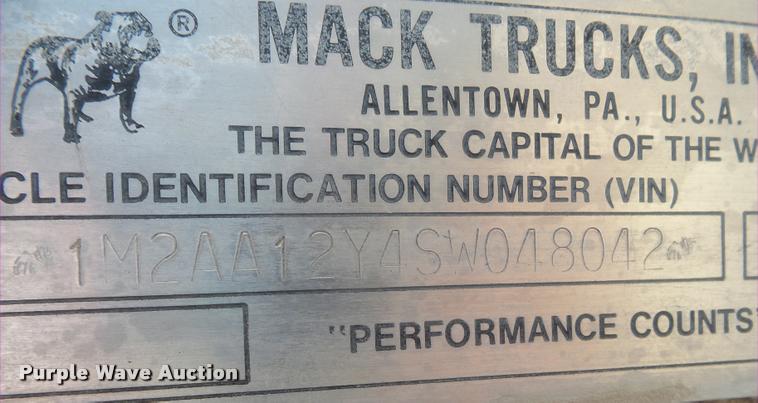 ® MACK TRUCKS, IN
ALLENTOWN, PA., U.S.A.
THE TRUCK CAPITAL OF THE W
CLE IDENTIFICATION NUMBER (VIN)
1M2AA12Y4SW048042
"PERFORMANCE COUNTS"
Purple Wave Auction